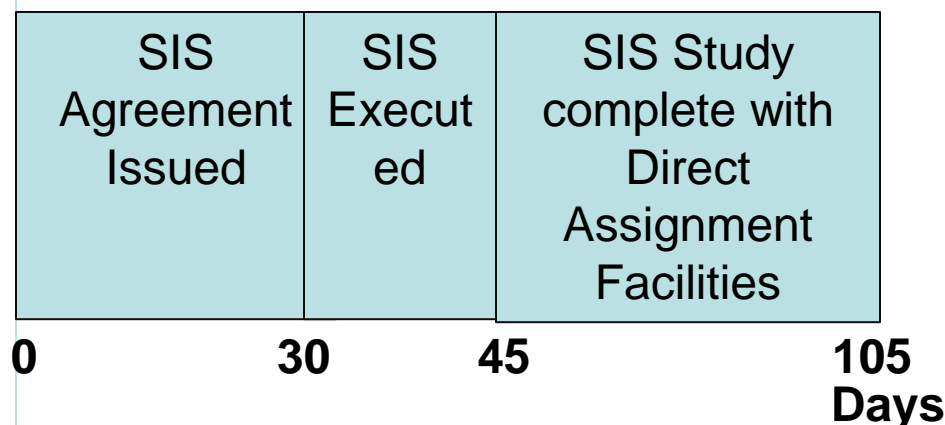 SIS
Agreement
Issued
SIS
Execut
ed
SIS Study
complete with
Direct
Assignment
Facilities
0 30 45 105
Days